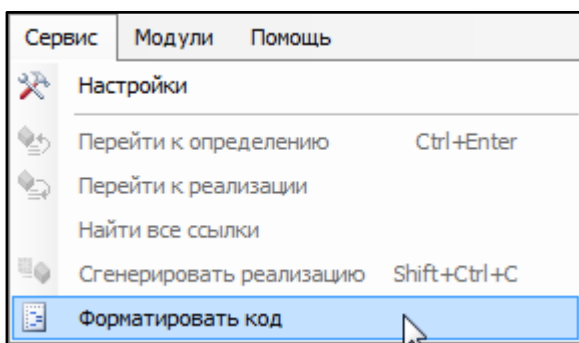 Сервис Модули Помощь
Настройки
Перейти к определению Ctrl+Enter
Перейти к реализации
Найти все ссылки
Сгенерировать реализацию Shift+Ctrl+C
Форматировать код